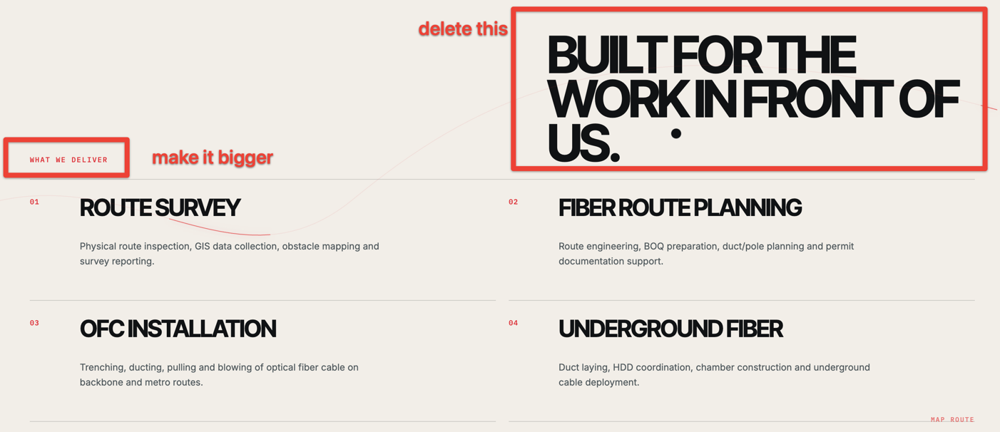 delete this
BUILT FOR THE
WORK IN FRONT OF
US.
WHAT WE DELIVER
make it bigger
01
ROUTE SURVEY
Physical route inspection, GIS data collection, obstacle mapping and
survey reporting.
02
FIBER ROUTE PLANNING
Route engineering, BOQ preparation, duct/pole planning and permit
documentation support.
03
OFC INSTALLATION
Trenching, ducting, pulling and blowing of optical fiber cable on
backbone and metro routes.
04
UNDERGROUND FIBER
Duct laying, HDD coordination, chamber construction and underground
cable deployment.
MAP ROUTE